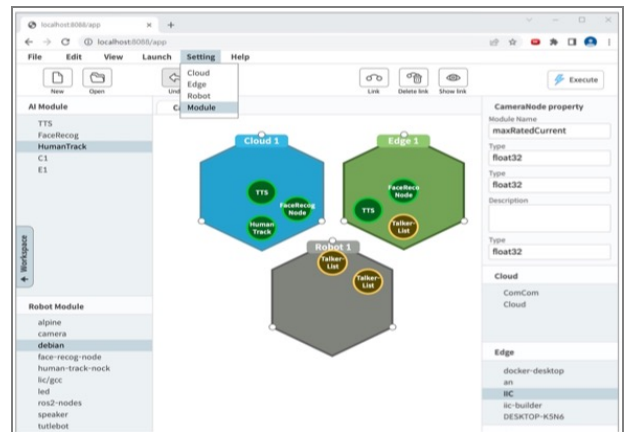 localhost:8088/app
localhost:8088/app
File Edit View Launch Setting Help
Cloud
Edge
Robot
Module
New Open Link Delete link Show link Execute
AI Module
TTS
FaceRecog
HumanTrack
C1
E1
Workspace
Robot Module
alpine
camera
debian
face-recog-node
human-track-nock
lic/gcc
led
ros2-nodes
speaker
tutlebot
Cloud 1
TTS
FaceRecog
Node
Human
Track
Edge 1
FaceReco
Node
TTS
Talker-
List
Robot 1
Talker-
List
Talker-
List
CameraNode property
Module Name
maxRatedCurrent
Type
float32
Type
float32
Description
Type
float32
Cloud
ComCom
Cloud
Edge
docker-desktop
an
IIC
iic-builder
DESKTOP-K5N6